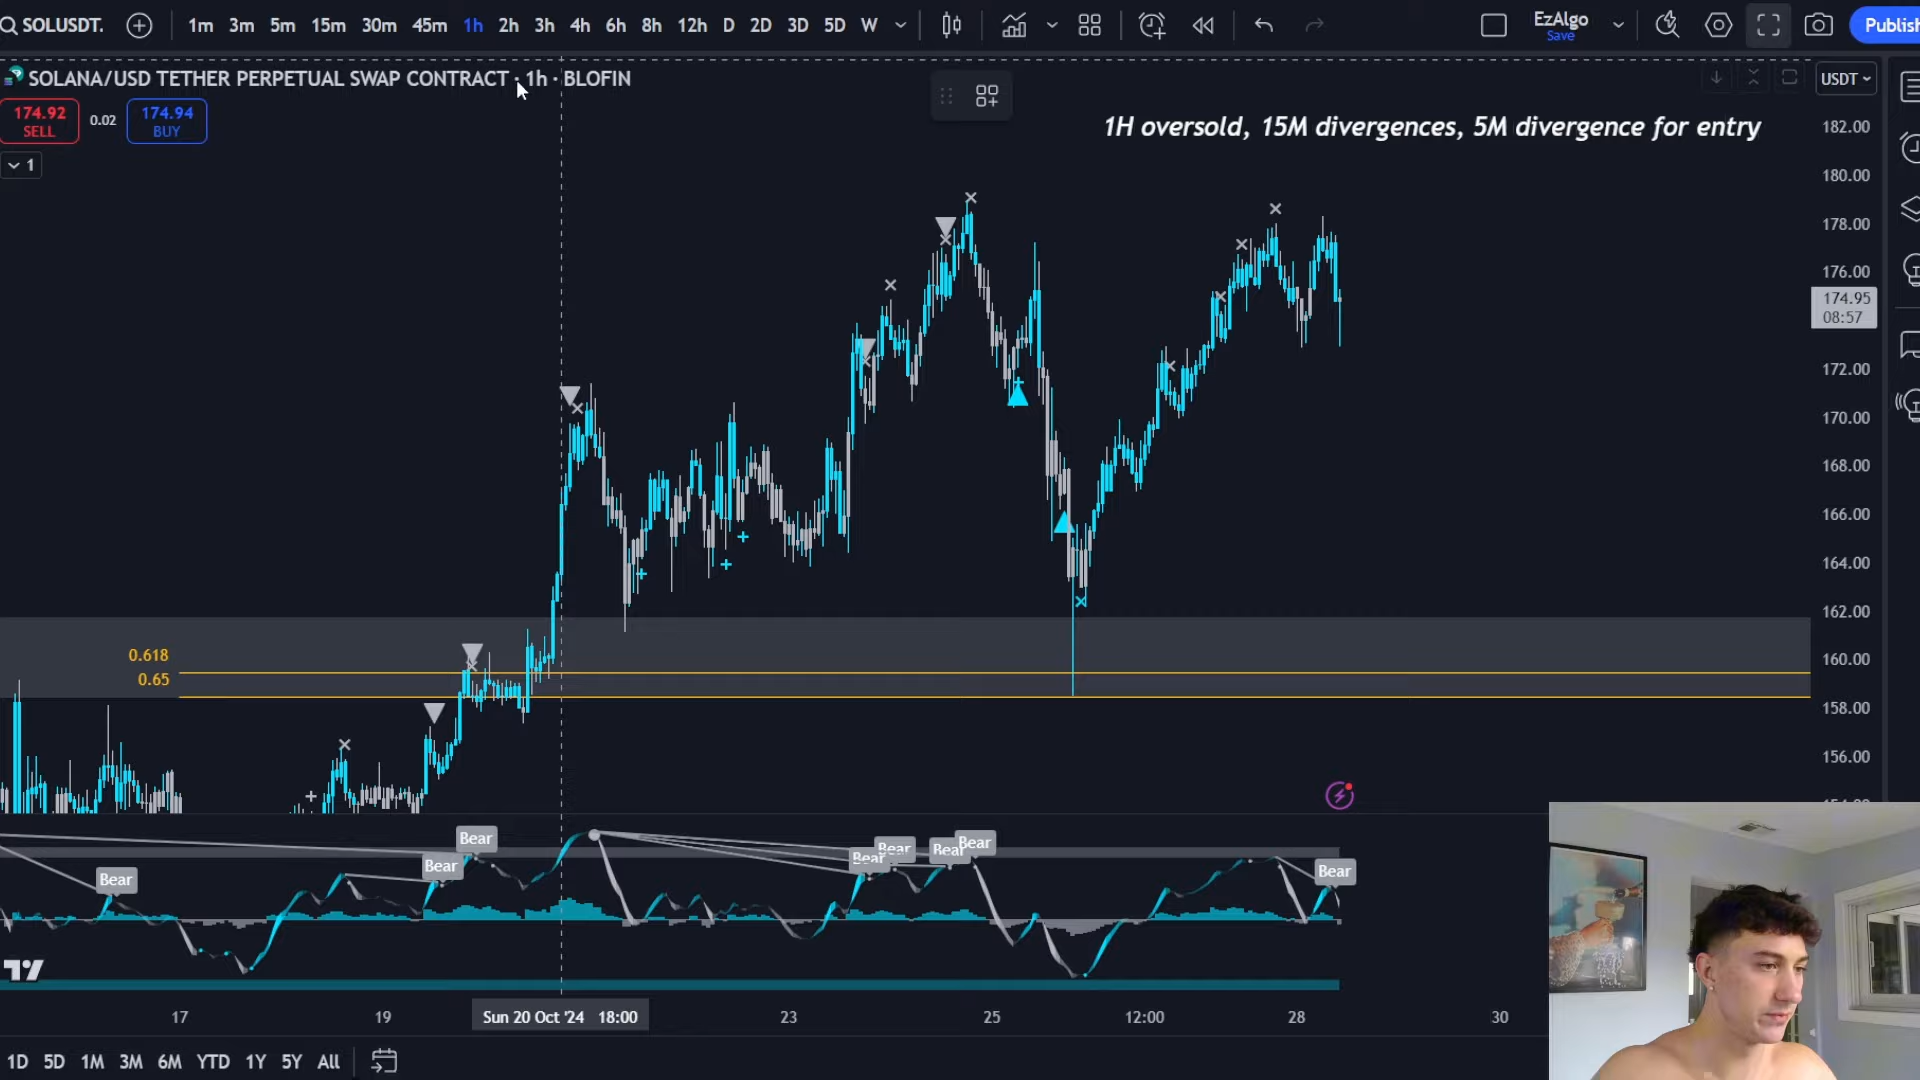 SOLUSDT. 1m 3m 5m 15m 30m 45m 1h 2h 3h 4h 6h 8h 12h D 2D 3D 5D W EzAlgo Publish
Save
SOLANA/USD TETHER PERPETUAL SWAP CONTRACT · 1h · BLOFIN
USDT
174.92 0.02 174.94
SELL BUY
1
1H oversold, 15M divergences, 5M divergence for entry
182.00
180.00
178.00
176.00
174.95
08:57
172.00
170.00
168.00
166.00
164.00
162.00
160.00
158.00
156.00
0.618
0.65
Bear
Bear
Bear
Bear
Bear
Bear
Bear
Bear
17 19 Sun 20 Oct '24 18:00 23 25 12:00 28 30
1D 5D 1M 3M 6M YTD 1Y 5Y All